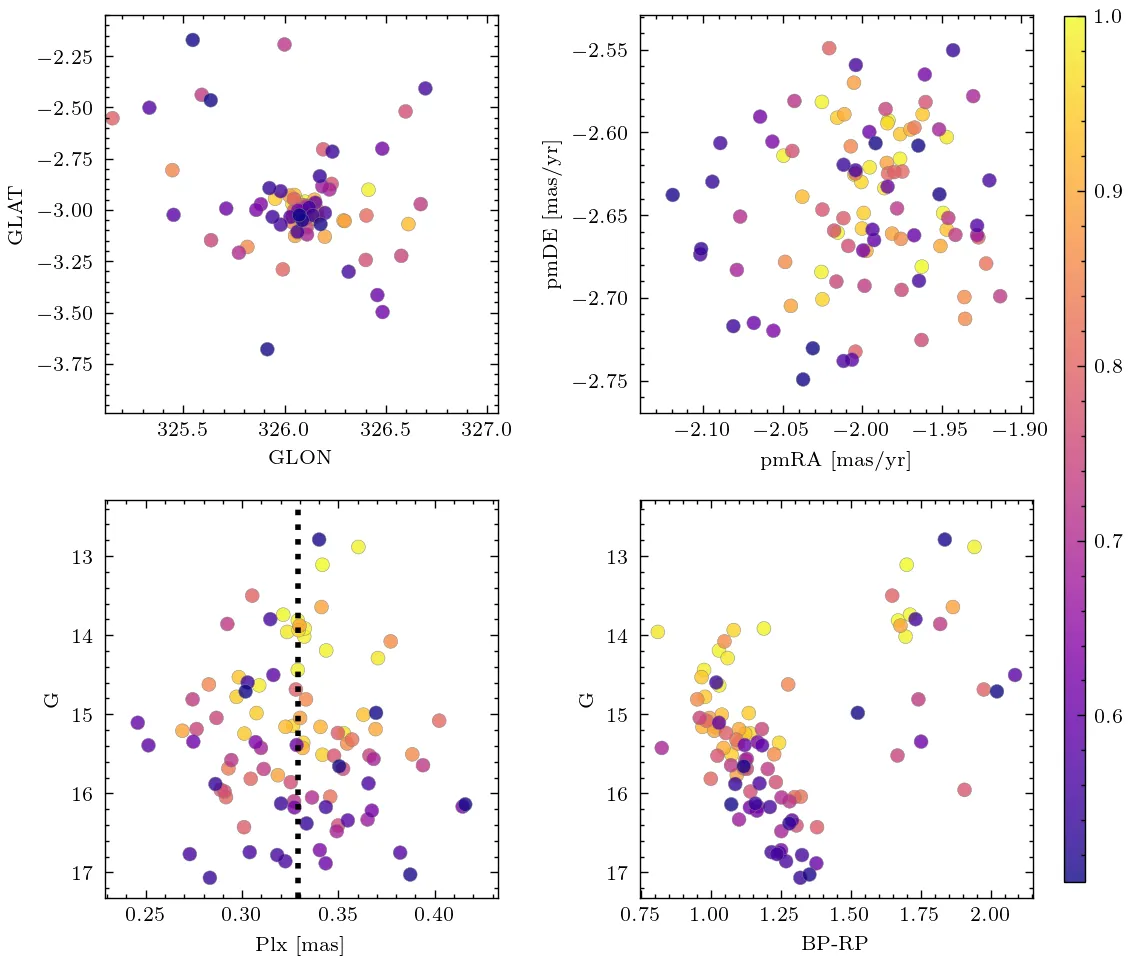 −2.25
−2.50
−2.75
−3.00
−3.25
−3.50
−3.75
GLAT
325.5 326.0 326.5 327.0
GLON
−2.55
−2.60
−2.65
−2.70
−2.75
pmDE [mas/yr]
−2.10 −2.05 −2.00 −1.95 −1.90
pmRA [mas/yr]
1.0
0.9
0.8
0.7
0.6
13
14
15
16
17
G
0.25 0.30 0.35 0.40
Plx [mas]
13
14
15
16
17
G
0.75 1.00 1.25 1.50 1.75 2.00
BP-RP